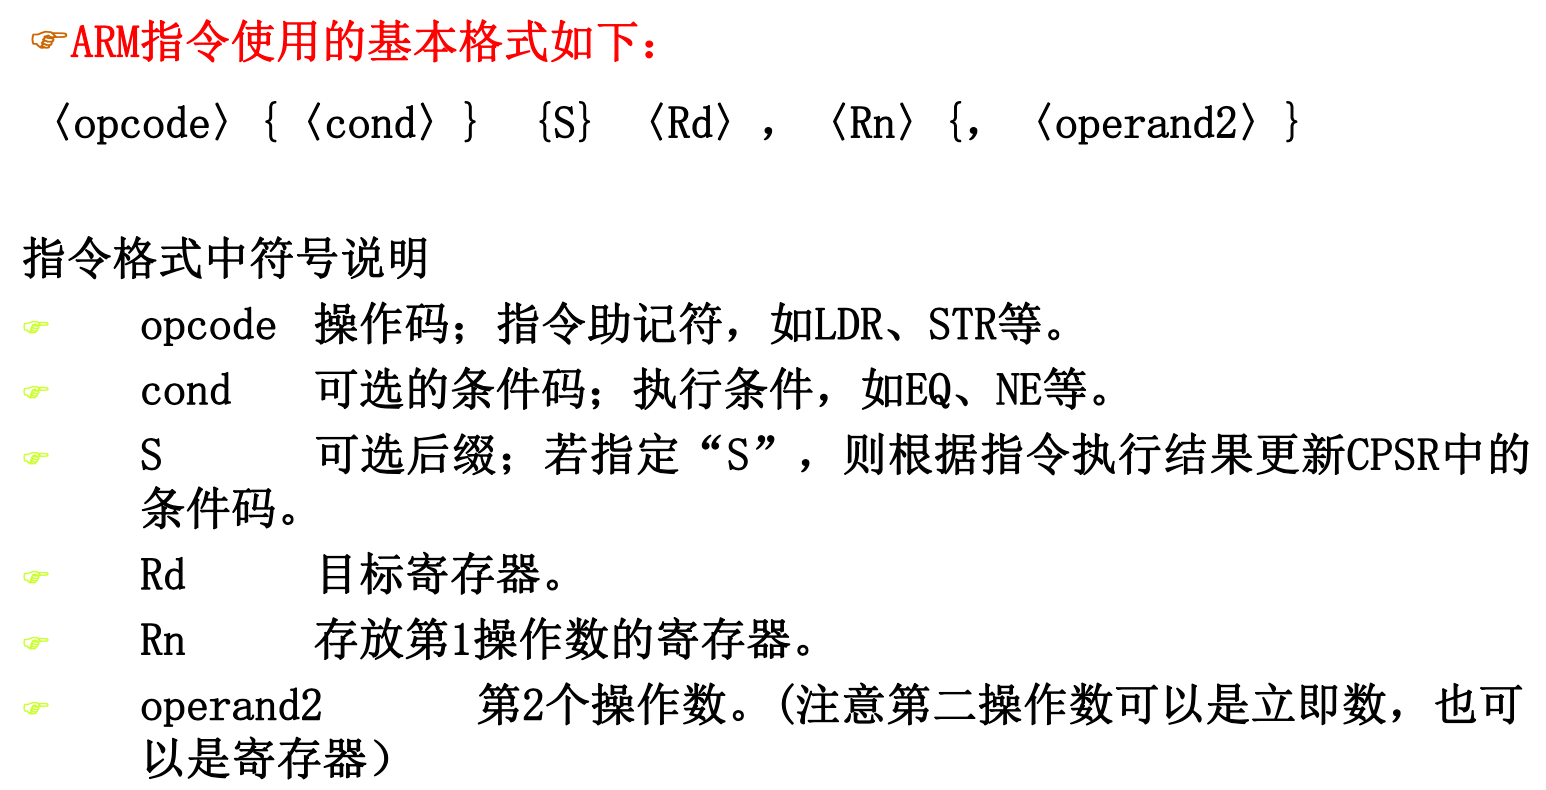 ☞ARM指令使用的基本格式如下：
〈opcode〉{〈cond〉} {S} 〈Rd〉, 〈Rn〉{, 〈operand2〉}
指令格式中符号说明
☞ opcode 操作码；指令助记符，如LDR、STR等。
☞ cond 可选的条件码；执行条件，如EQ、NE等。
☞ S 可选后缀；若指定“S”，则根据指令执行结果更新CPSR中的
条件码。
☞ Rd 目标寄存器。
☞ Rn 存放第1操作数的寄存器。
☞ operand2 第2个操作数。(注意第二操作数可以是立即数，也可
以是寄存器）